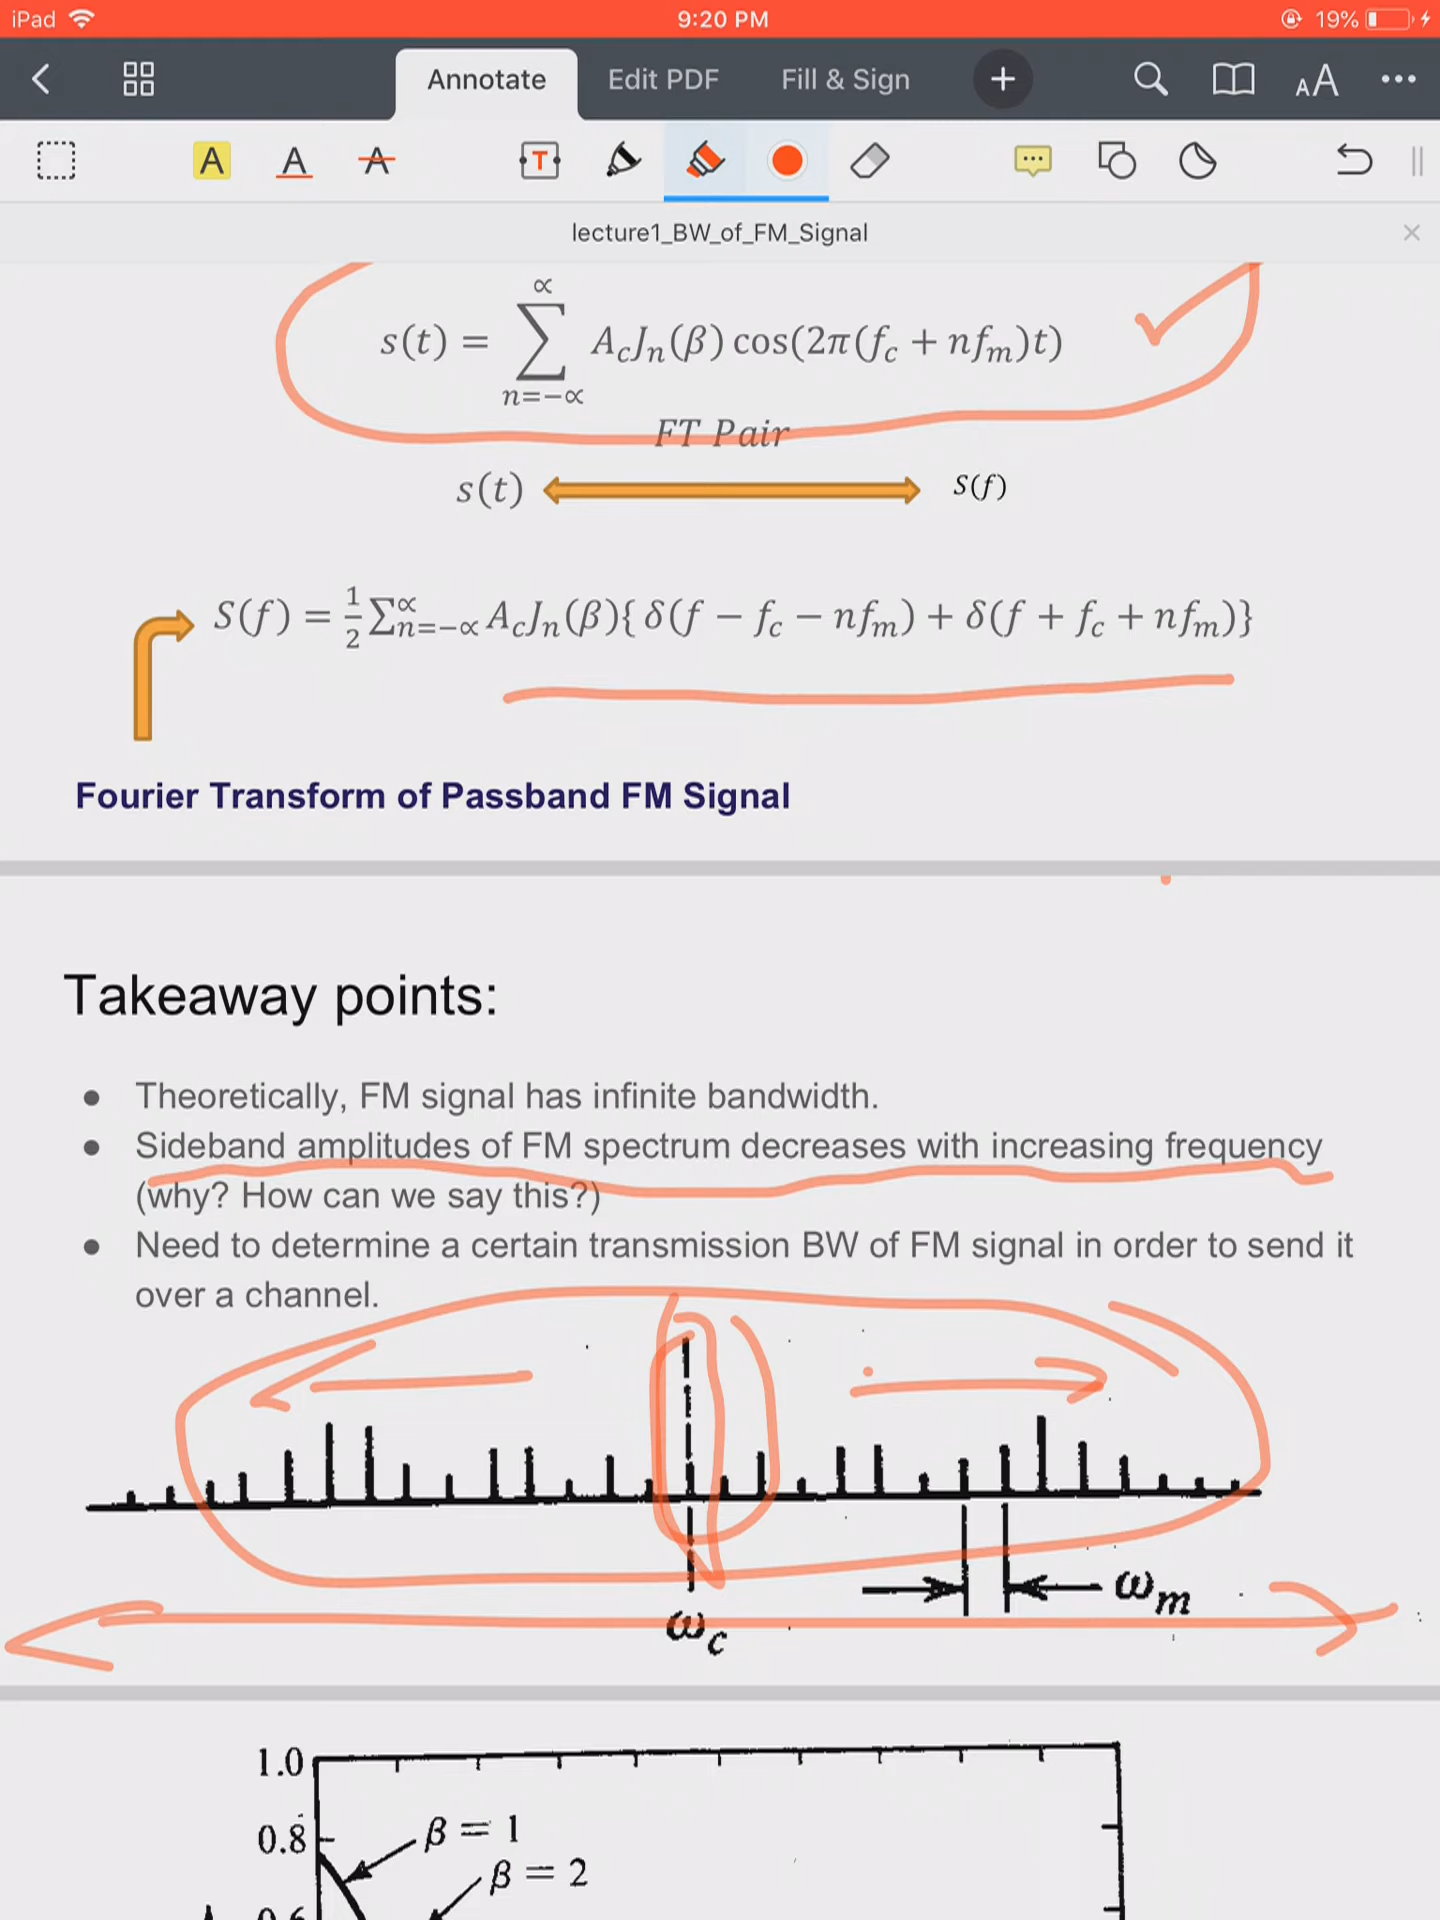 iPad 9:20 PM 19%
Annotate Edit PDF Fill & Sign + AA
A A A T
lecture1_BW_of_FM_Signal
s(t) = ∑_{n=−∝}^{∝} A_cJ_n(β) cos(2π(f_c + nf_m)t)
FT Pair
s(t) S(f)
S(f) = ½ ∑_{n=−∝}^{∝} A_cJ_n(β){ δ(f − f_c − nf_m) + δ(f + f_c + nf_m)}
Fourier Transform of Passband FM Signal
Takeaway points:
● Theoretically, FM signal has infinite bandwidth.
● Sideband amplitudes of FM spectrum decreases with increasing frequency
(why? How can we say this?)
● Need to determine a certain transmission BW of FM signal in order to send it
over a channel.
ω_m
ω_c
1.0
β = 1
0.8
β = 2